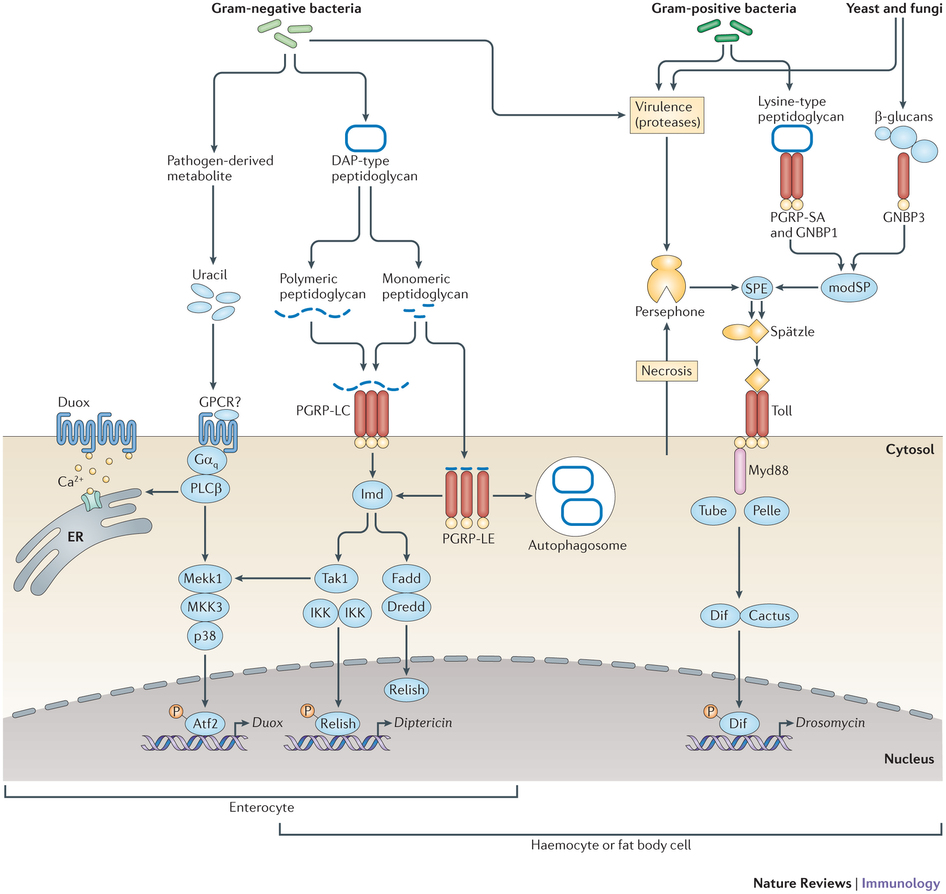 Gram-negative bacteria
Gram-positive bacteria
Yeast and fungi
Virulence
(proteases)
Lysine-type
peptidoglycan
β-glucans
Pathogen-derived
metabolite
DAP-type
peptidoglycan
PGRP-SA
and GNBP1
GNBP3
Uracil
Polymeric
peptidoglycan
Monomeric
peptidoglycan
Persephone
SPE
modSP
Spätzle
Necrosis
Duox
GPCR?
PGRP-LC
Toll
Cytosol
Gαq
Ca2+
PLCβ
Imd
Myd88
ER
PGRP-LE
Autophagosome
Tube
Pelle
Mekk1
Tak1
Fadd
MKK3
IKK
IKK
Dredd
p38
Dif
Cactus
Relish
P
Atf2
Duox
P
Relish
Diptericin
P
Dif
Drosomycin
Nucleus
Enterocyte
Haemocyte or fat body cell
Nature Reviews | Immunology